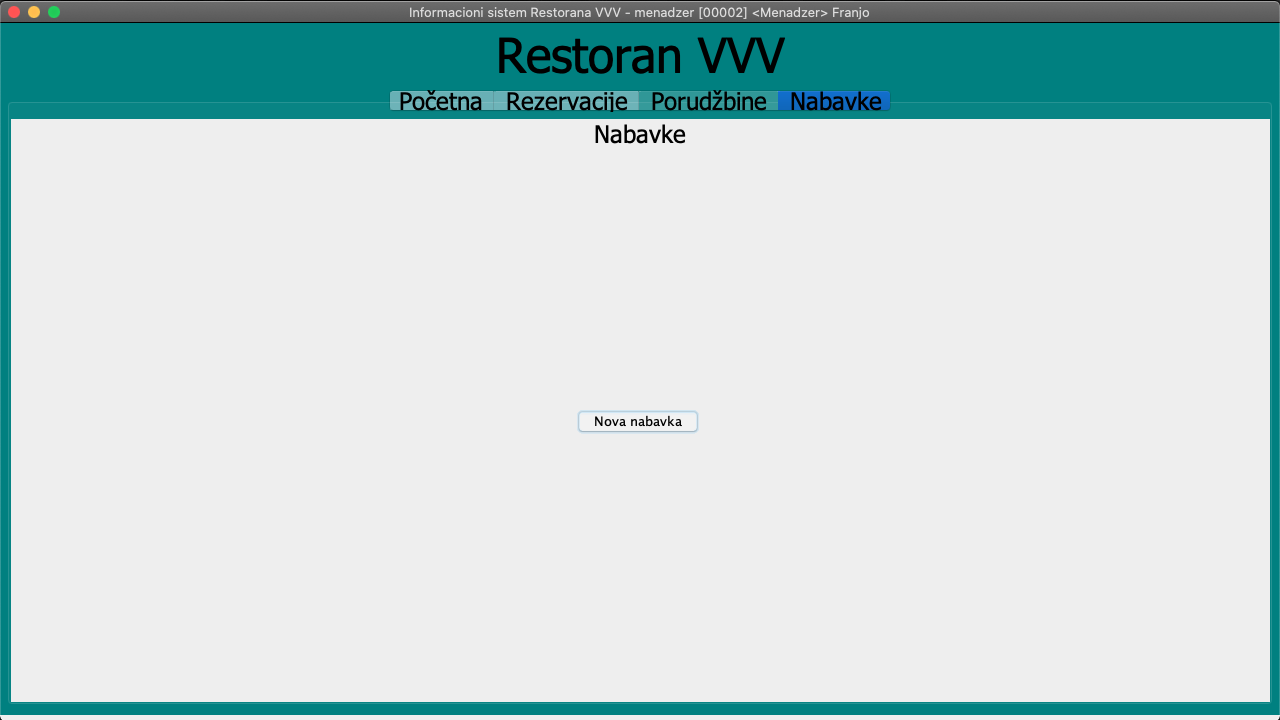 Informacioni sistem Restorana VVV - menadzer [00002] <Menadzer> Franjo
Restoran VVV
Početna Rezervacije Porudžbine Nabavke
Nabavke
Nova nabavka